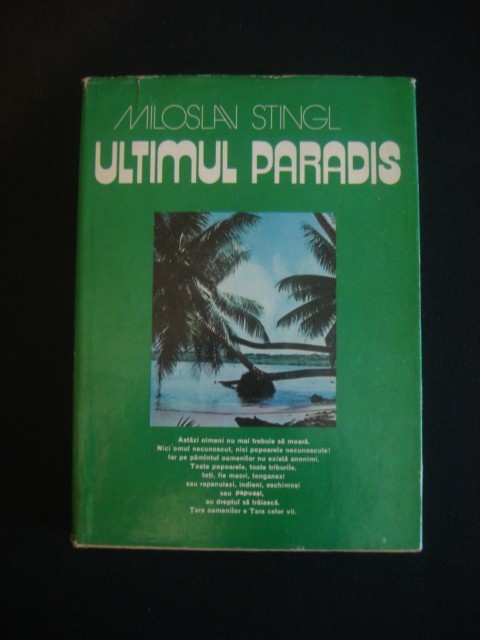 MILOSLAV STINGL
ULTIMUL PARADIS
Astăzi nimeni nu mai trebuie să moară.
Nici omul necunoscut, nici popoarele necunoscute!
Iar pe pămîntul oamenilor nu există anonimi.
Toate popoarele, toate triburile,
toți, fie maori, tonganezi
sau rapanuiezi, indieni, eschimoși
sau papuași,
au dreptul să trăiască.
Țara oamenilor e Țara celor vii.